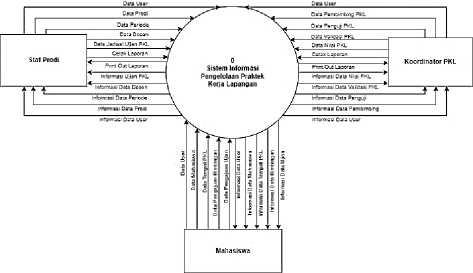 Data User
Data Prodi
Data Periode
Data Dosen
Data Jadwal Ujian PKL
Cetak Laporan
Print Out Laporan
Informasi Ujian PKL
Informasi Data Dosen
Informasi Data Periode
Informasi Data Prodi
Informasi Data User
Staf Prodi
0
Sistem Informasi
Pengelolaan Praktek
Kerja Lapangan
Data User
Data Pembimbing PKL
Data Penguji PKL
Data Validasi PKL
Data Nilai PKL
Cetak Laporan
Print Out Laporan
Informasi Data Nilai PKL
Informasi Data Validasi PKL
Informasi Data Penguji
Informasi Data Pembimbing
Informasi Data User
Koordinator PKL
Data User
Data Mahasiswa
Data Tempat PKL
Data Pengajuan Bimbingan
Data Pengajuan Ujian
Informasi Data User
Informasi Data Mahasiswa
Informasi Data Tempat PKL
Informasi Data Bimbingan
Informasi Data Ujian
Mahasiswa